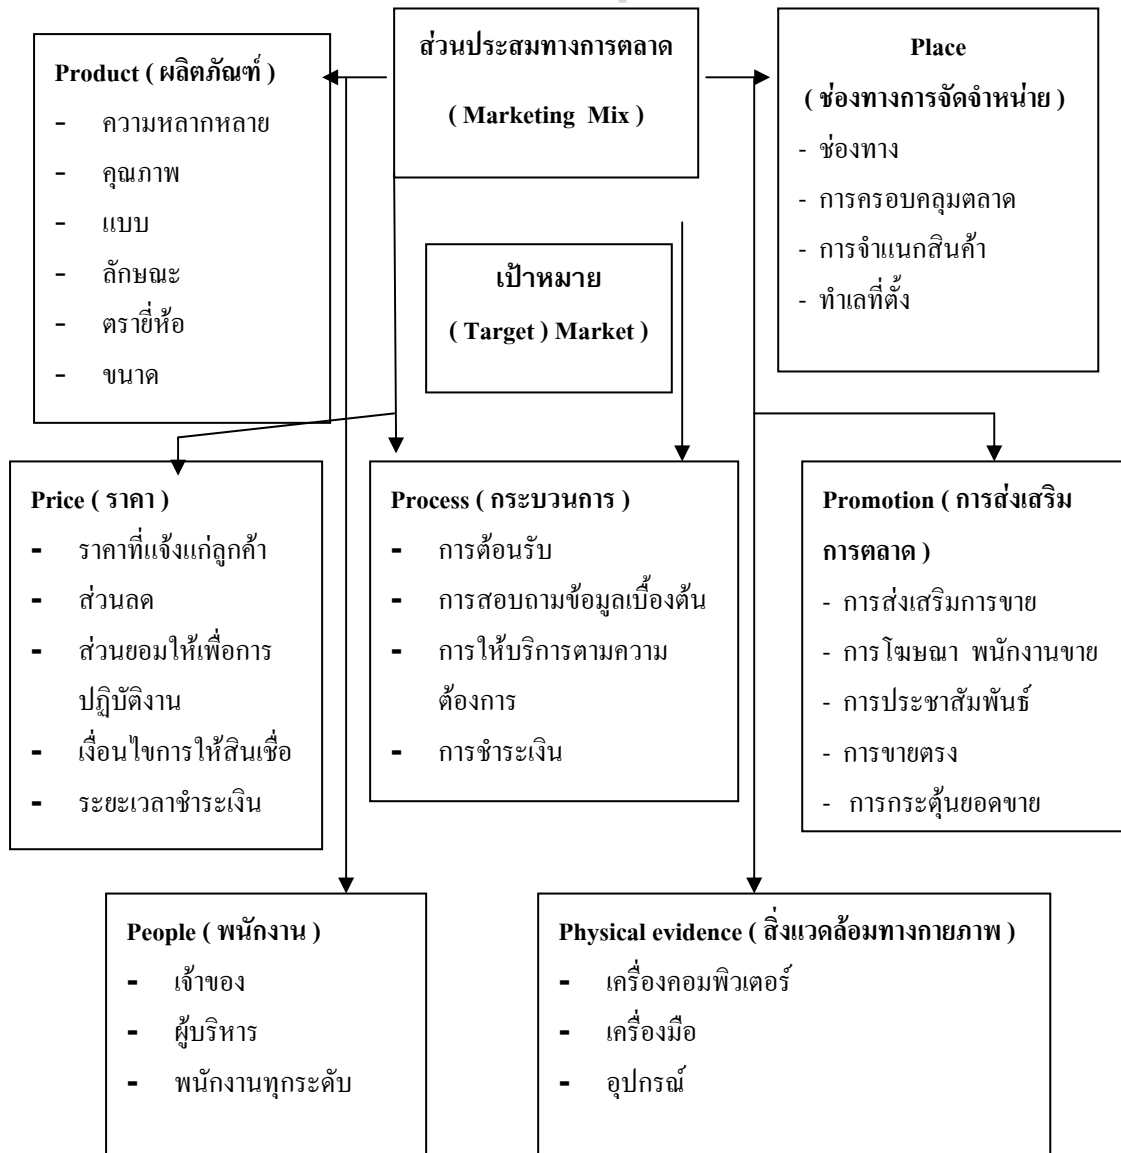 ส่วนประสมทางการตลาด
( Marketing Mix )
Product ( ผลิตภัณฑ์ )
- ความหลากหลาย
- คุณภาพ
- แบบ
- ลักษณะ
- ตรายี่ห้อ
- ขนาด
Place
( ช่องทางการจัดจำหน่าย )
- ช่องทาง
- การครอบคลุมตลาด
- การจำแนกสินค้า
- ทำเลที่ตั้ง
เป้าหมาย
( Target ) Market )
Price ( ราคา )
- ราคาที่แจ้งแก่ลูกค้า
- ส่วนลด
- ส่วนยอมให้เพื่อการ
ปฏิบัติงาน
- เงื่อนไขการให้สินเชื่อ
- ระยะเวลาชำระเงิน
Process ( กระบวนการ )
- การต้อนรับ
- การสอบถามข้อมูลเบื้องต้น
- การให้บริการตามความ
ต้องการ
- การชำระเงิน
Promotion ( การส่งเสริม
การตลาด )
- การส่งเสริมการขาย
- การโฆษณา พนักงานขาย
- การประชาสัมพันธ์
- การขายตรง
- การกระตุ้นยอดขาย
People ( พนักงาน )
- เจ้าของ
- ผู้บริหาร
- พนักงานทุกระดับ
Physical evidence ( สิ่งแวดล้อมทางกายภาพ )
- เครื่องคอมพิวเตอร์
- เครื่องมือ
- อุปกรณ์